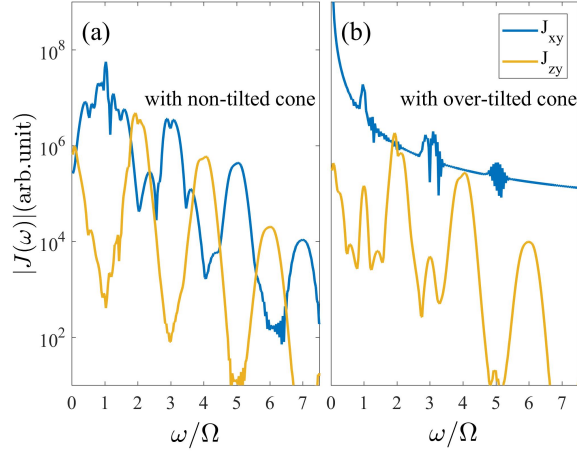 (a)
(b)
J_xy
J_zy
with non-tilted cone
with over-tilted cone
|J(ω)|(arb.unit)
10^8
10^6
10^4
10^2
0 1 2 3 4 5 6 7
0 1 2 3 4 5 6 7
ω/Ω
ω/Ω